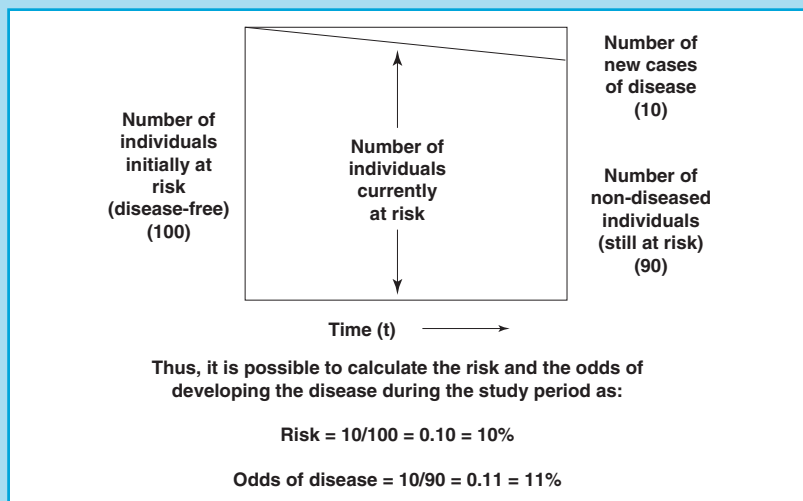 Number of
individuals
initially at
risk
(disease-free)
(100)
Number of
individuals
currently
at risk
Number of
new cases
of disease
(10)
Number of
non-diseased
individuals
(still at risk)
(90)
Time (t)
Thus, it is possible to calculate the risk and the odds of
developing the disease during the study period as:
Risk = 10/100 = 0.10 = 10%
Odds of disease = 10/90 = 0.11 = 11%